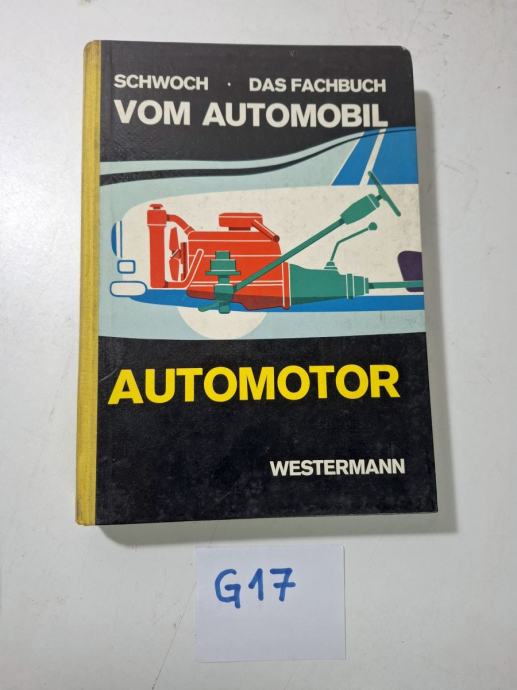 SCHWOCH · DAS FACHBUCH
VOM AUTOMOBIL
AUTOMOTOR
WESTERMANN
G17